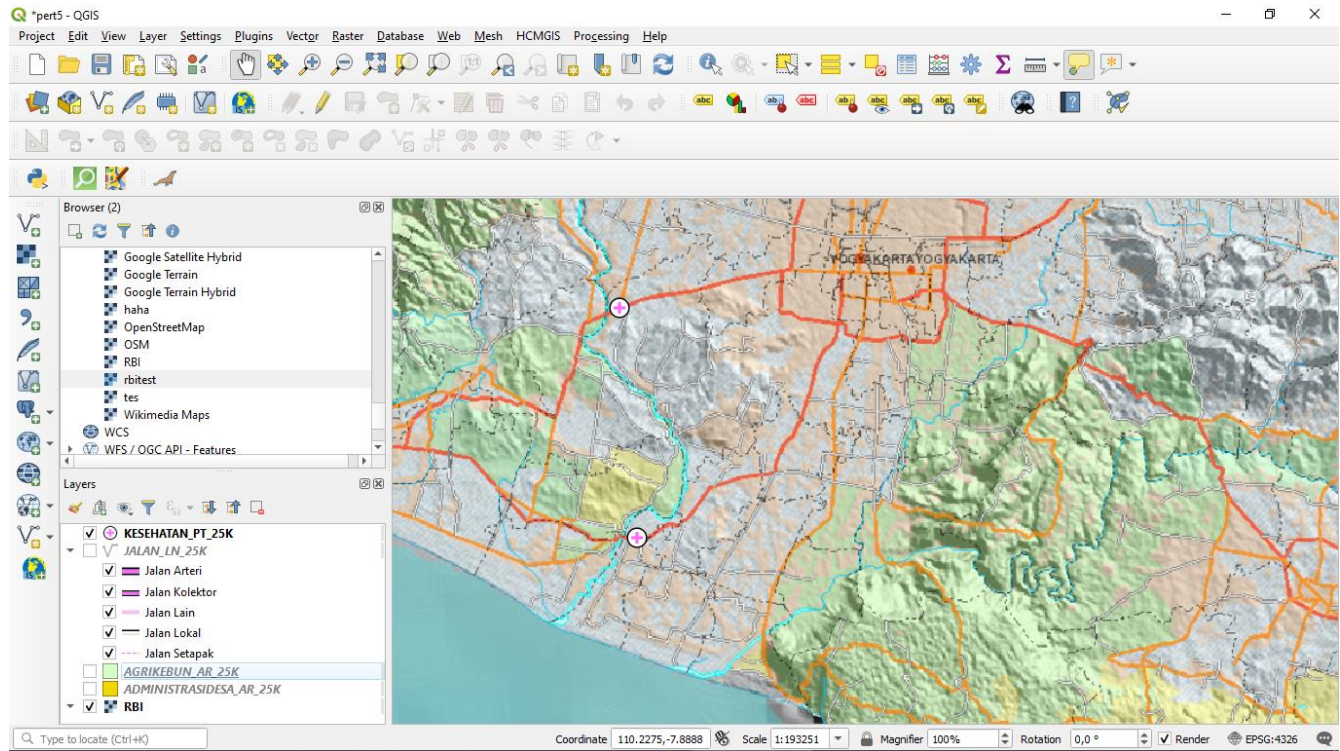 *pert5 - QGIS
Project Edit View Layer Settings Plugins Vector Raster Database Web Mesh HCMGIS Processing Help
Browser (2)
Google Satellite Hybrid
Google Terrain
Google Terrain Hybrid
haha
OpenStreetMap
OSM
RBI
rbitest
tes
Wikimedia Maps
WCS
WFS / OGC API - Features
Layers
KESEHATAN_PT_25K
JALAN_LN_25K
Jalan Arteri
Jalan Kolektor
Jalan Lain
Jalan Lokal
Jalan Setapak
AGRIKEBUN_AR_25K
ADMINISTRASIDESA_AR_25K
RBI
YOGYAKARTAYOGYAKARTA
Type to locate (Ctrl+K) Coordinate 110.2275,-7.8888 Scale 1:193251 Magnifier 100% Rotation 0,0 ° Render EPSG:4326